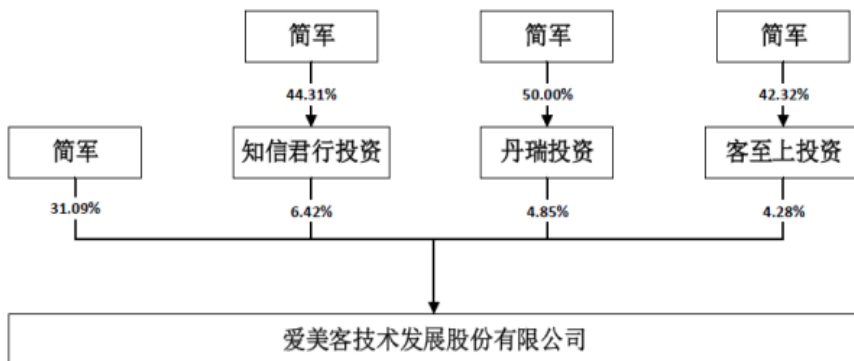 简军
简军
简军
44.31%
50.00%
42.32%
简军
知信君行投资
丹瑞投资
客至上投资
31.09%
6.42%
4.85%
4.28%
爱美客技术发展股份有限公司